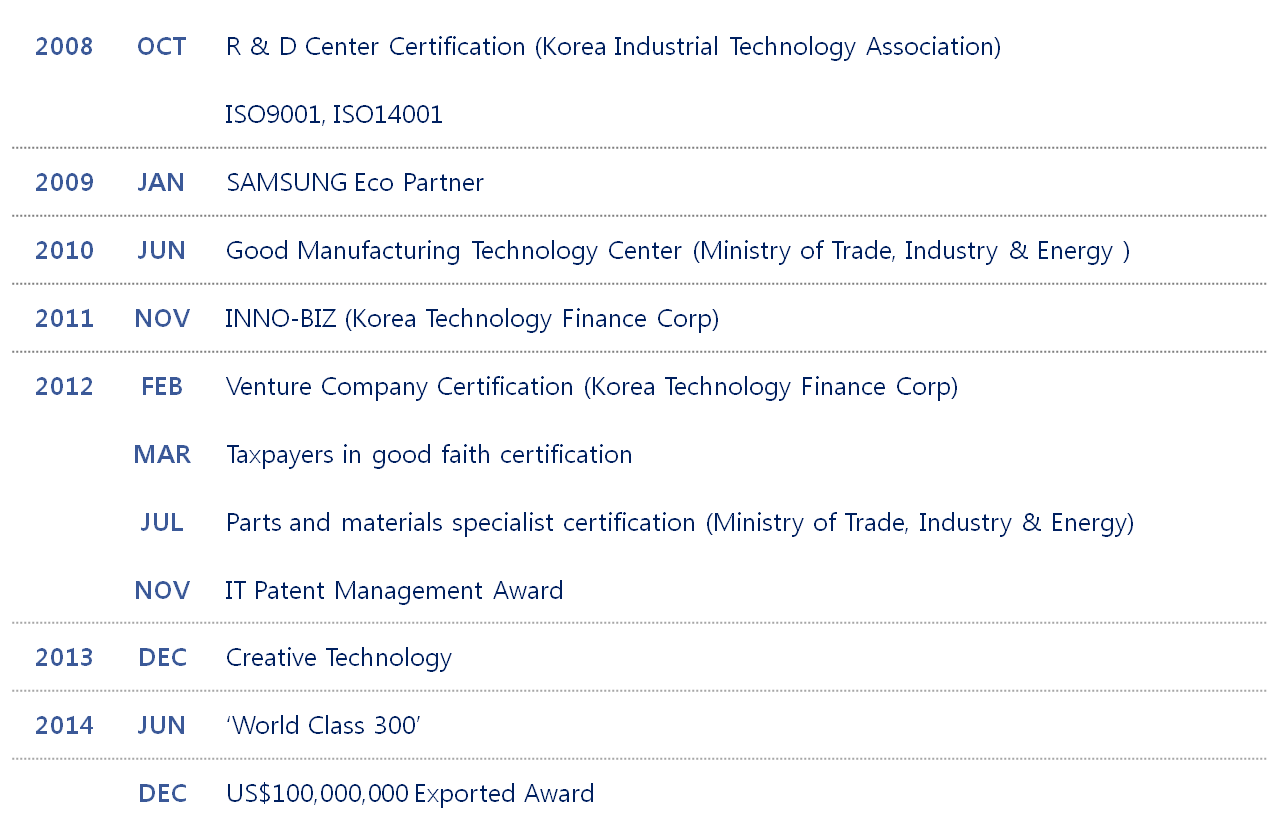 2008 OCT R & D Center Certification (Korea Industrial Technology Association)
ISO9001, ISO14001
2009 JAN SAMSUNG Eco Partner
2010 JUN Good Manufacturing Technology Center (Ministry of Trade, Industry & Energy )
2011 NOV INNO-BIZ (Korea Technology Finance Corp)
2012 FEB Venture Company Certification (Korea Technology Finance Corp)
MAR Taxpayers in good faith certification
JUL Parts and materials specialist certification (Ministry of Trade, Industry & Energy)
NOV IT Patent Management Award
2013 DEC Creative Technology
2014 JUN ‘World Class 300’
DEC US$100,000,000 Exported Award